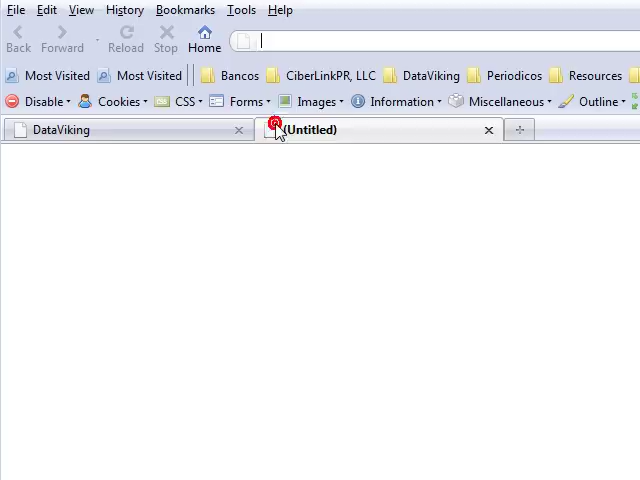 File Edit View History Bookmarks Tools Help
Back Forward Reload Stop Home
Most Visited Most Visited Bancos CiberLinkPR, LLC DataViking Periodicos Resources
Disable Cookies CSS Forms Images Information Miscellaneous Outline
DataViking (Untitled)